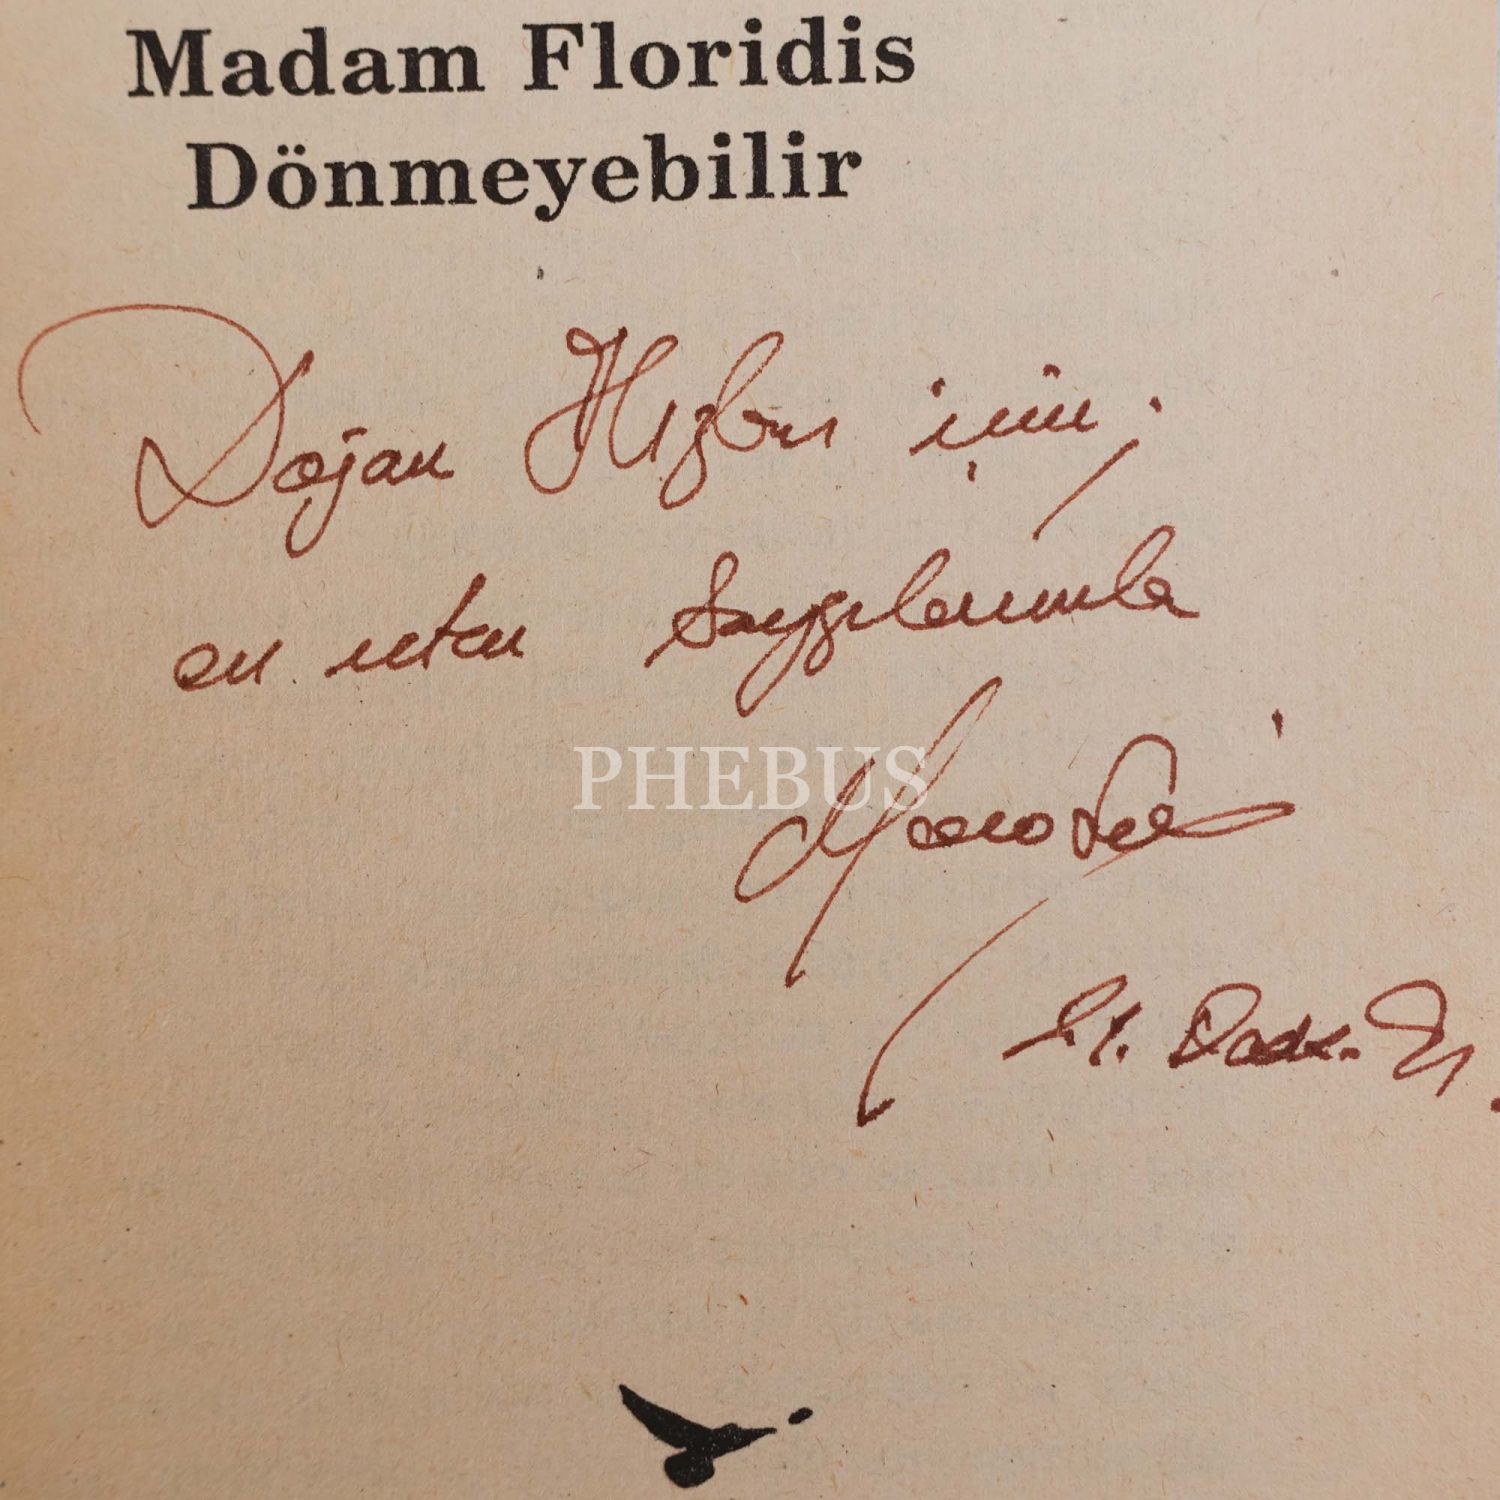 Madam Floridis
Dönmeyebilir
Doğan Hızlan için;
en içten saygılarımla
PHEBUS